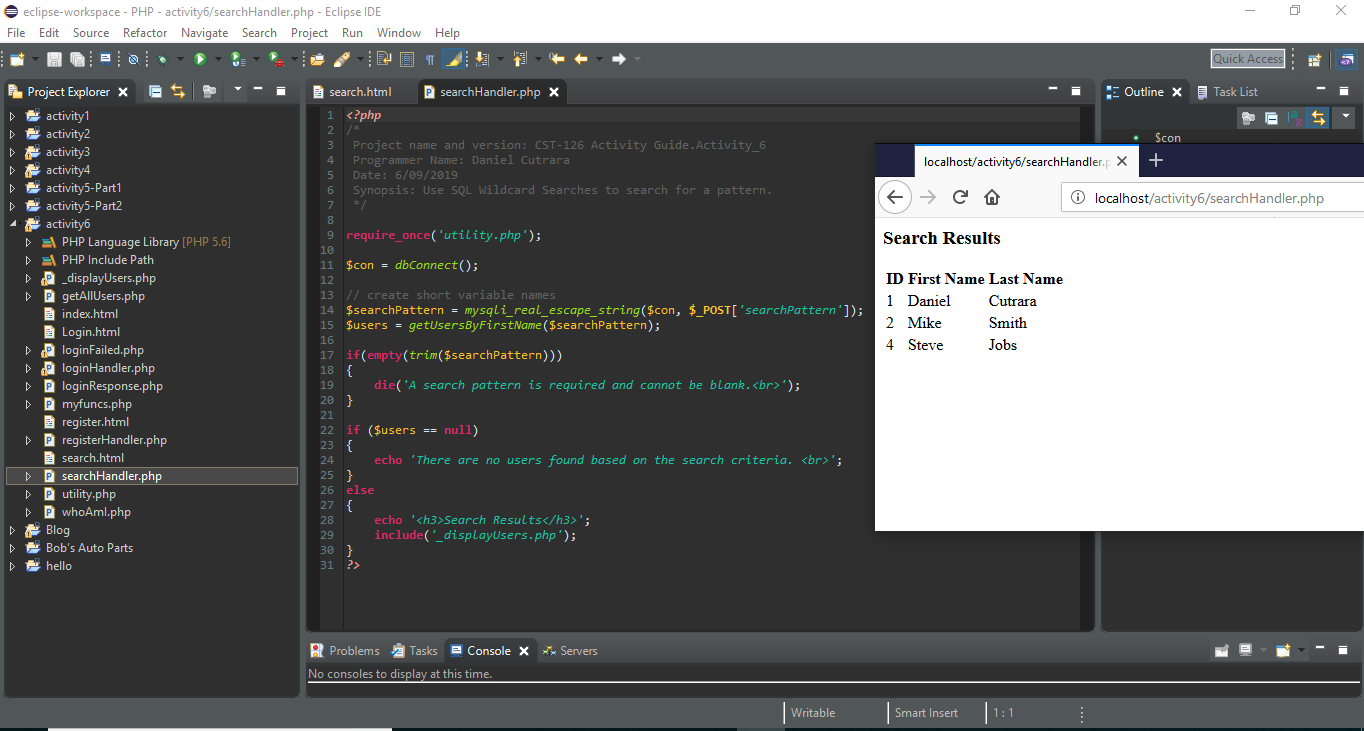 eclipse-workspace - PHP - activity6/searchHandler.php - Eclipse IDE
File Edit Source Refactor Navigate Search Project Run Window Help
Quick Access
Project Explorer
activity1
activity2
activity3
activity4
activity5-Part1
activity5-Part2
activity6
PHP Language Library [PHP 5.6]
PHP Include Path
_displayUsers.php
getAllUsers.php
index.html
Login.html
loginFailed.php
loginHandler.php
loginResponse.php
myfuncs.php
register.html
registerHandler.php
search.html
searchHandler.php
utility.php
whoAmI.php
Blog
Bob's Auto Parts
hello
search.html searchHandler.php
1 <?php
2 /*
3 Project name and version: CST-126 Activity Guide.Activity_6
4 Programmer Name: Daniel Cutrara
5 Date: 6/09/2019
6 Synopsis: Use SQL Wildcard Searches to search for a pattern.
7 */
8
9 require_once('utility.php');
10
11 $con = dbConnect();
12
13 // create short variable names
14 $searchPattern = mysqli_real_escape_string($con, $_POST['searchPattern']);
15 $users = getUsersByFirstName($searchPattern);
16
17 if(empty(trim($searchPattern)))
18 {
19 die('A search pattern is required and cannot be blank.<br>');
20 }
21
22 if ($users == null)
23 {
24 echo 'There are no users found based on the search criteria. <br>';
25 }
26 else
27 {
28 echo '<h3>Search Results</h3>';
29 include('_displayUsers.php');
30 }
31 ?>
Outline Task List
$con
localhost/activity6/searchHandler.p
localhost/activity6/searchHandler.php
Search Results
ID First Name Last Name
1 Daniel Cutrara
2 Mike Smith
4 Steve Jobs
Problems Tasks Console Servers
No consoles to display at this time.
Writable Smart Insert 1 : 1